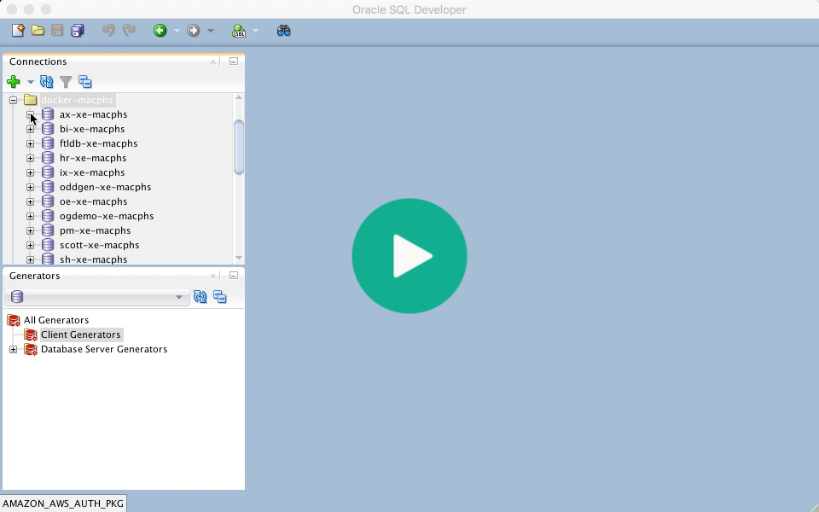 Oracle SQL Developer
SQL
Connections
docker-macphs
ax-xe-macphs
bi-xe-macphs
ftldb-xe-macphs
hr-xe-macphs
ix-xe-macphs
oddgen-xe-macphs
oe-xe-macphs
ogdemo-xe-macphs
pm-xe-macphs
scott-xe-macphs
sh-xe-macphs
Generators
All Generators
Client Generators
Database Server Generators
AMAZON_AWS_AUTH_PKG